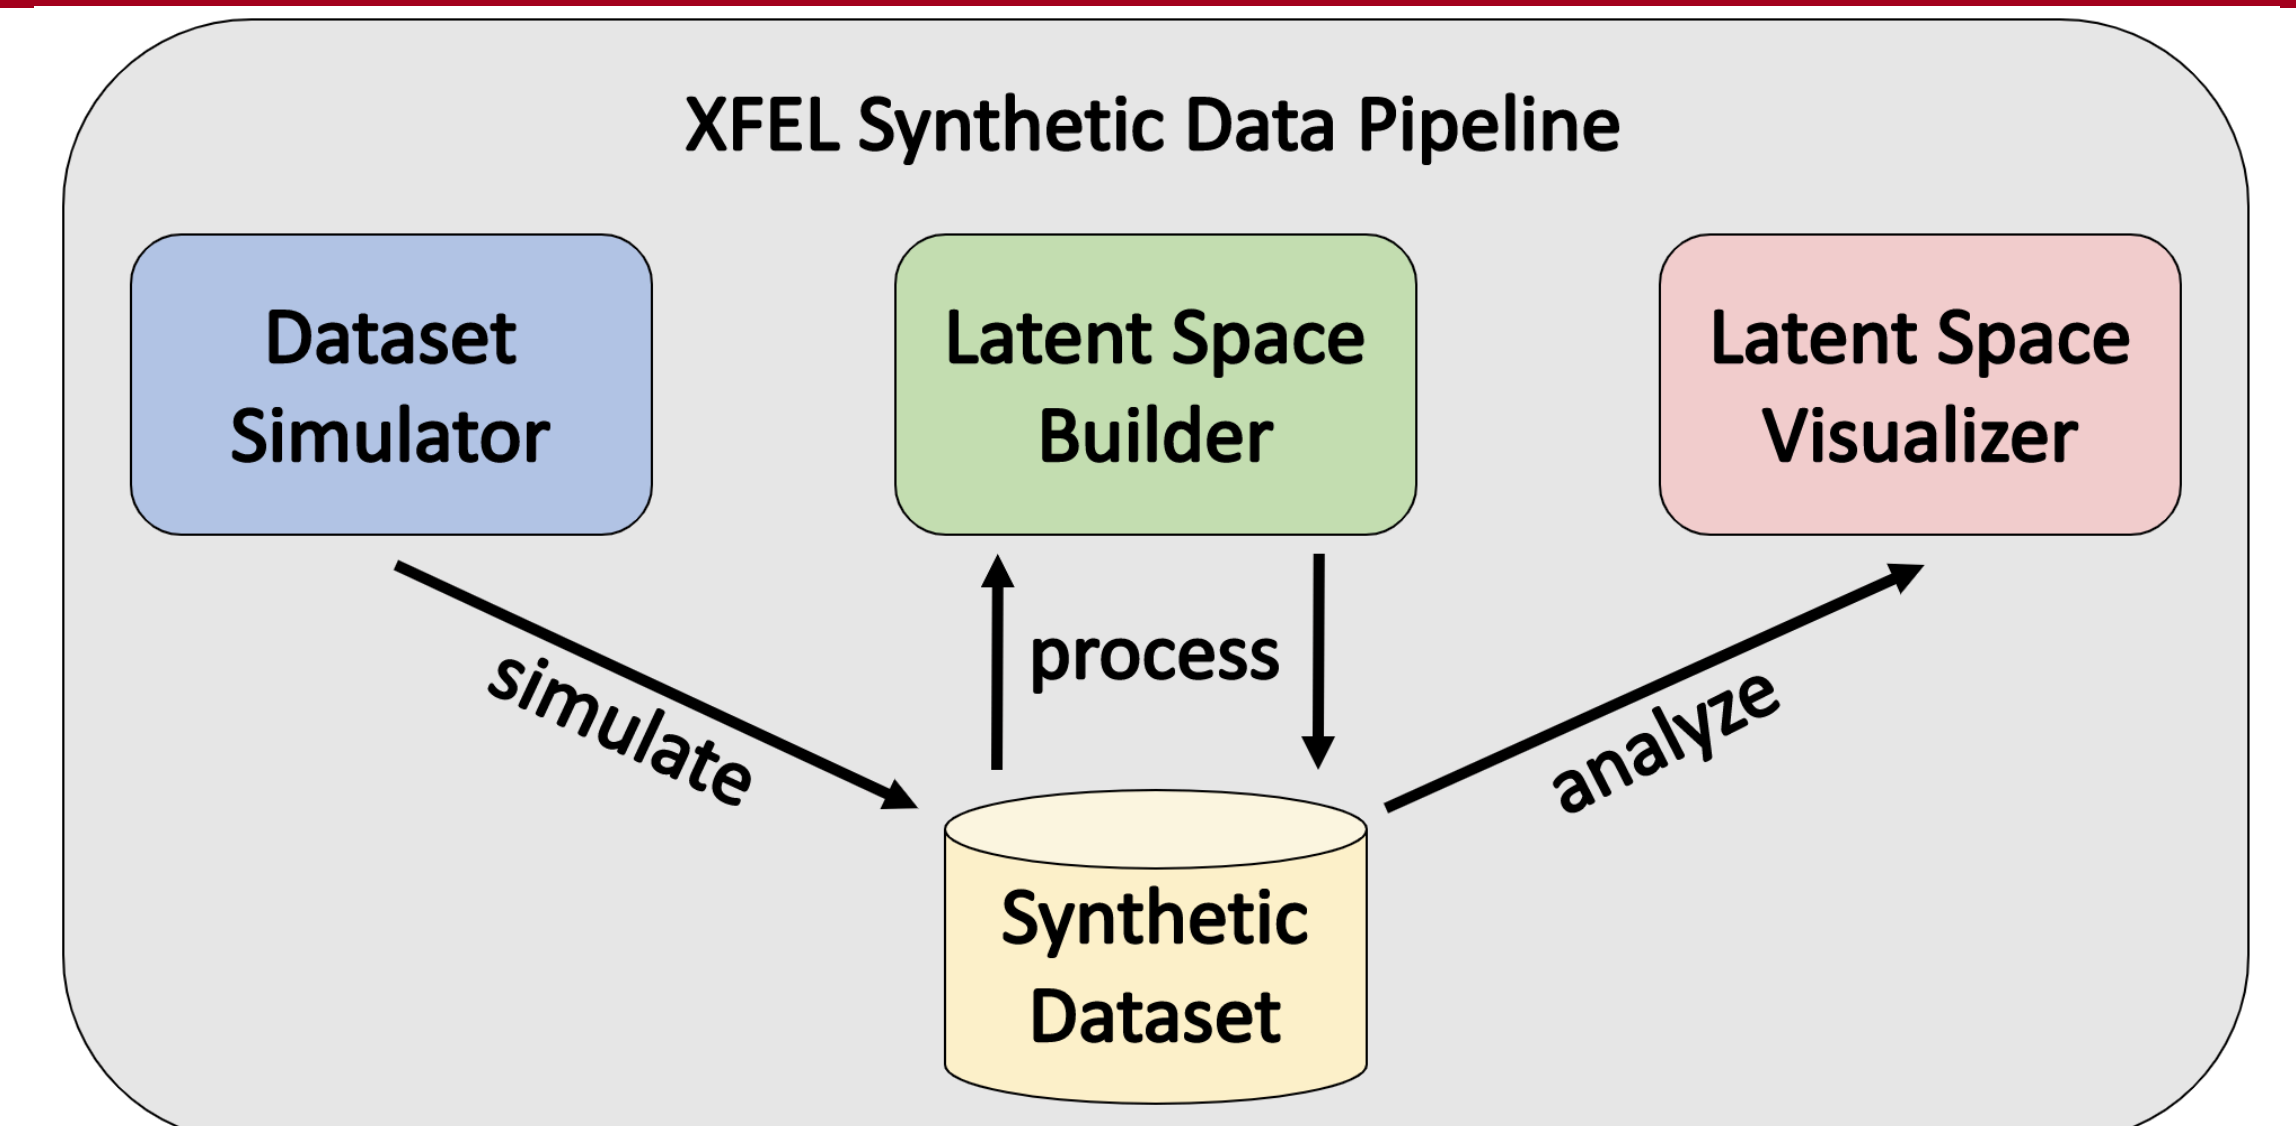 XFEL Synthetic Data Pipeline
Dataset
Simulator
Latent Space
Builder
Latent Space
Visualizer
simulate
process
analyze
Synthetic
Dataset